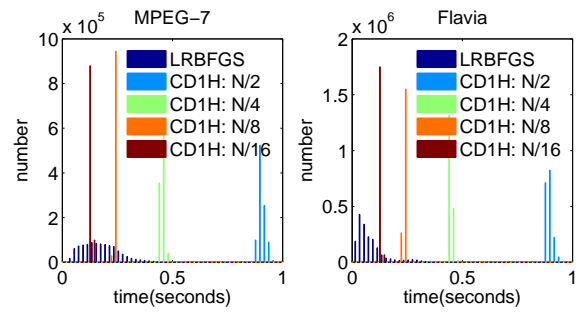 MPEG−7
x 10^5
number
10
8
6
4
2
0
LRBFGS
CD1H: N/2
CD1H: N/4
CD1H: N/8
CD1H: N/16
0 0.5 1
time(seconds)
Flavia
x 10^6
number
2
1.5
1
0.5
0
LRBFGS
CD1H: N/2
CD1H: N/4
CD1H: N/8
CD1H: N/16
0 0.5 1
time(seconds)